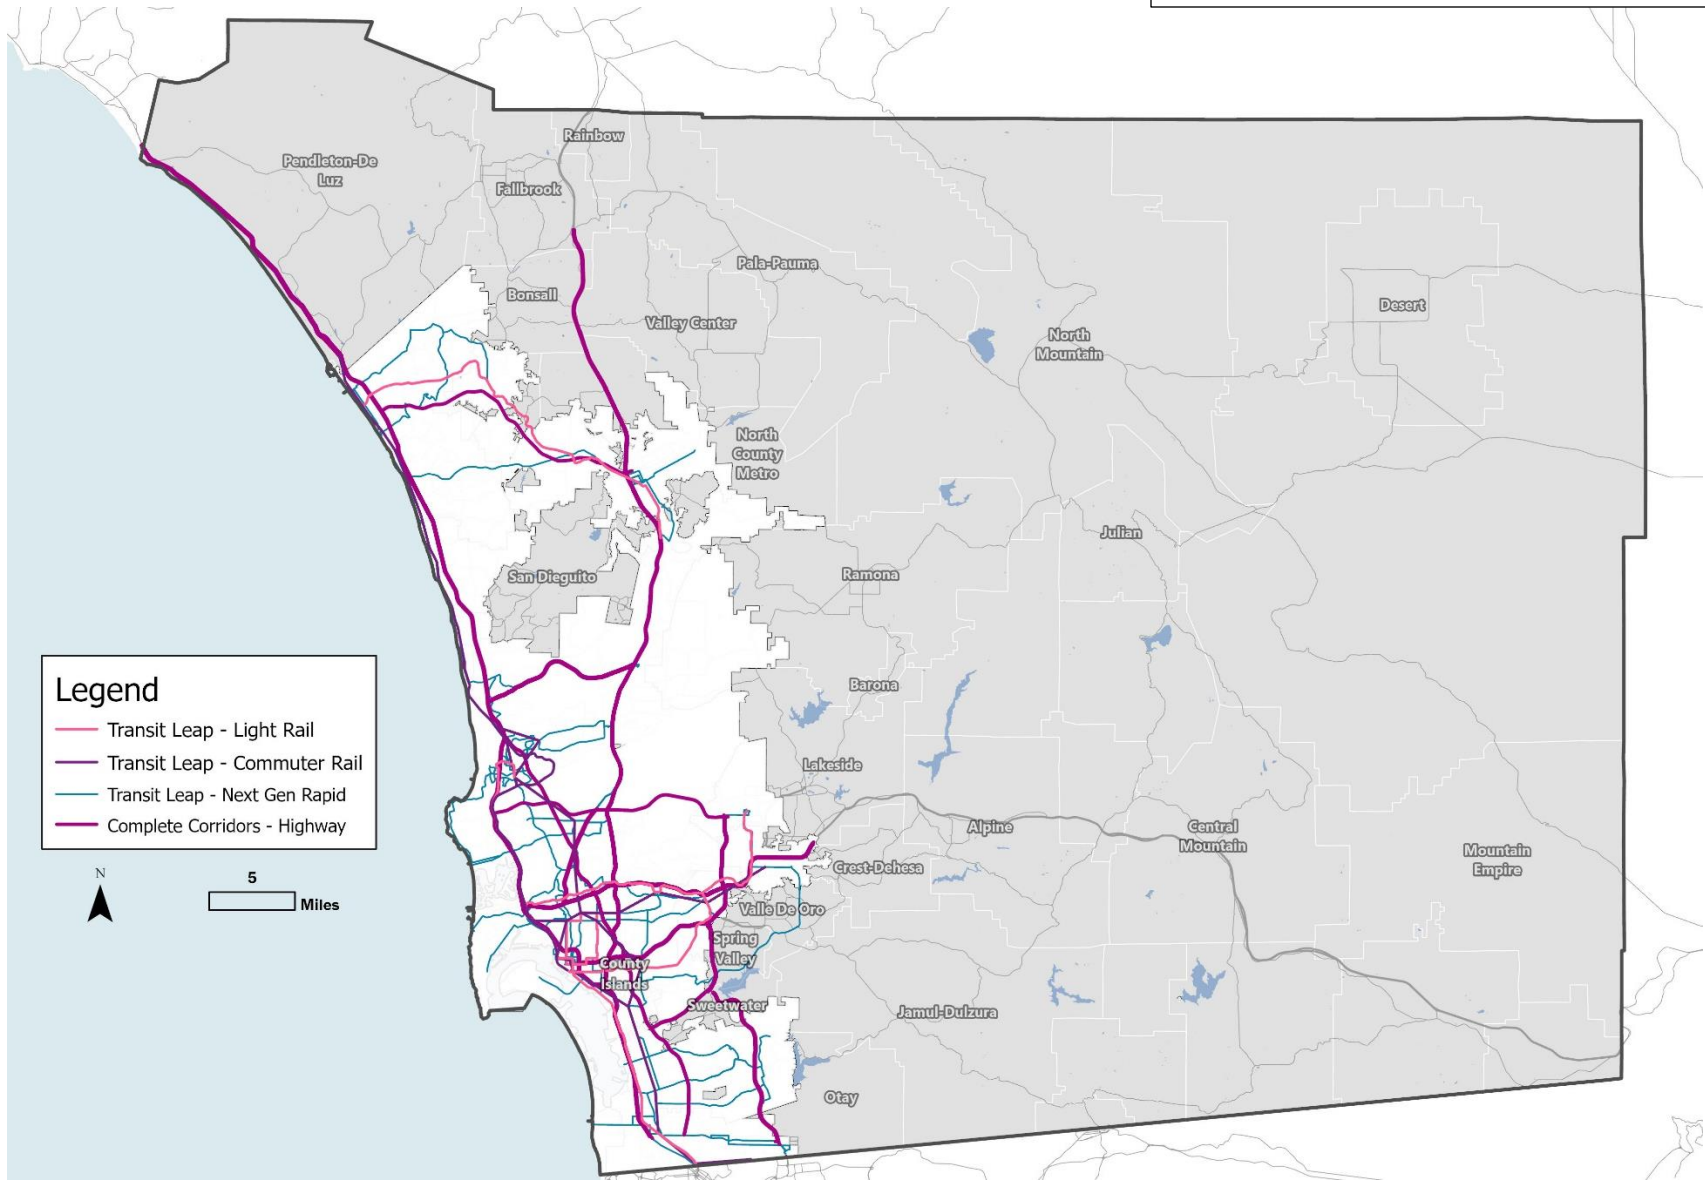 Rainbow
Pendleton-De
Luz
Fallbrook
Pala-Pauma
Bonsall
Desert
Valley Center
North
Mountain
North
County
Metro
Julian
San Dieguito
Ramona
Barona
Legend
Transit Leap - Light Rail
Transit Leap - Commuter Rail
Transit Leap - Next Gen Rapid
Complete Corridors - Highway
Lakeside
Alpine
Central
Mountain
Mountain
Empire
Crest-Dehesa
N
5
Miles
Valle De Oro
Spring
Valley
County
Islands
Sweetwater
Jamul-Dulzura
Otay